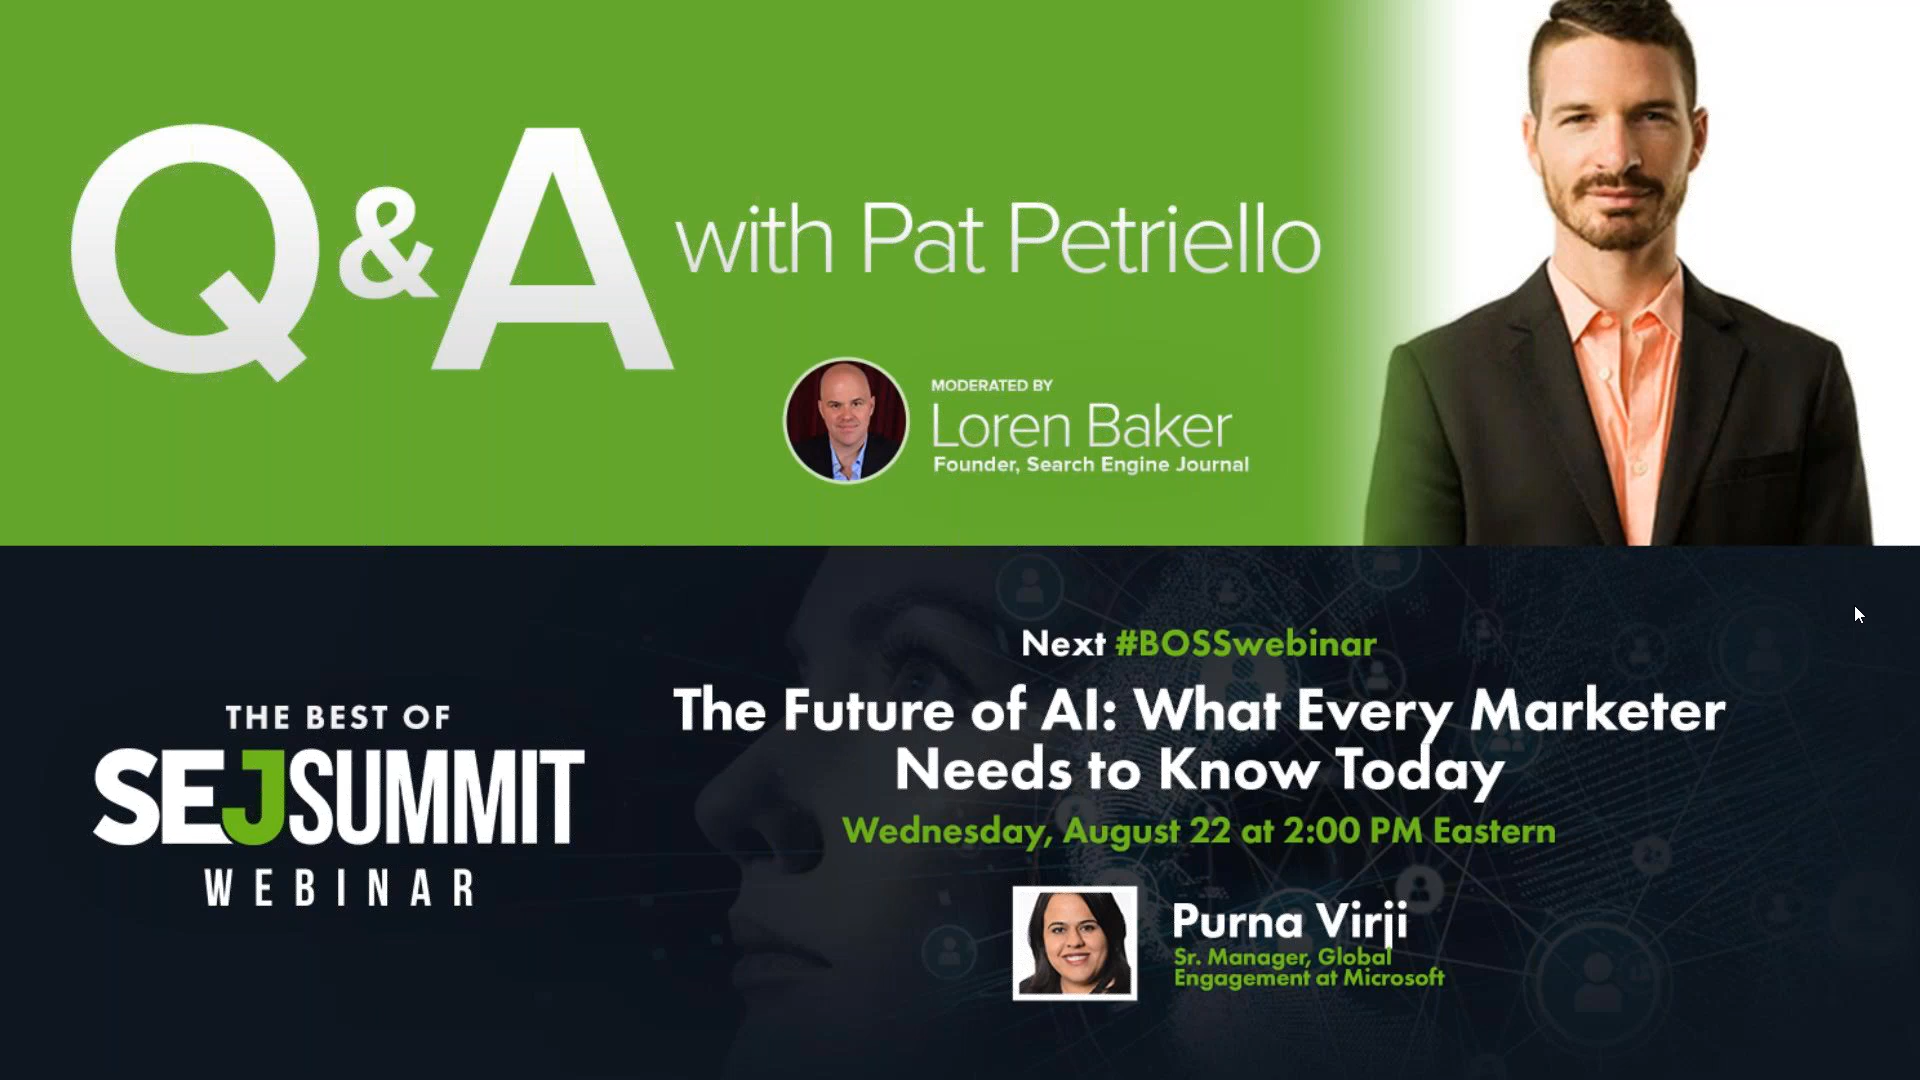 Q&A with Pat Petriello
MODERATED BY
Loren Baker
Founder, Search Engine Journal
THE BEST OF
SEJSUMMIT
WEBINAR
Next #BOSSwebinar
The Future of AI: What Every Marketer
Needs to Know Today
Wednesday, August 22 at 2:00 PM Eastern
Purna Virji
Sr. Manager, Global
Engagement at Microsoft